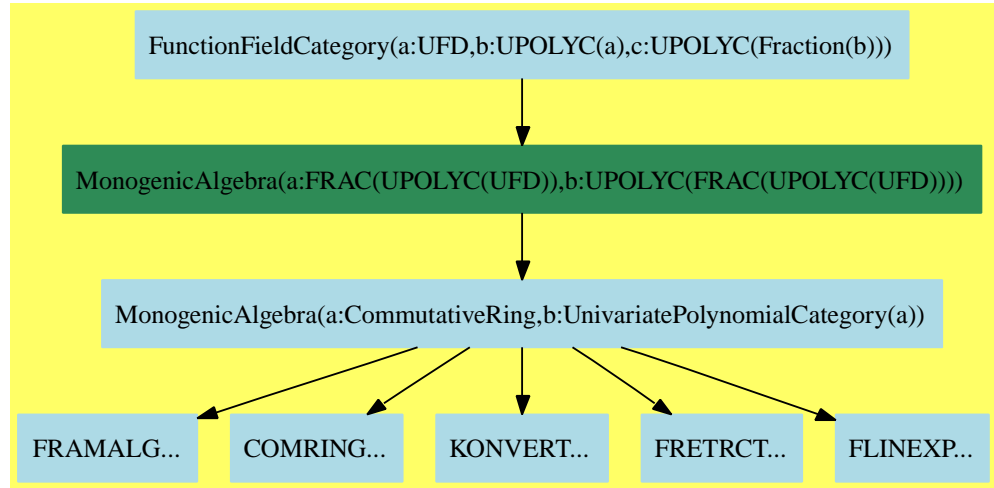 FunctionFieldCategory(a:UFD,b:UPOLYC(a),c:UPOLYC(Fraction(b)))
MonogenicAlgebra(a:FRAC(UPOLYC(UFD)),b:UPOLYC(FRAC(UPOLYC(UFD))))
MonogenicAlgebra(a:CommutativeRing,b:UnivariatePolynomialCategory(a))
FRAMALG...
COMRING...
KONVERT...
FRETRCT...
FLINEXP...